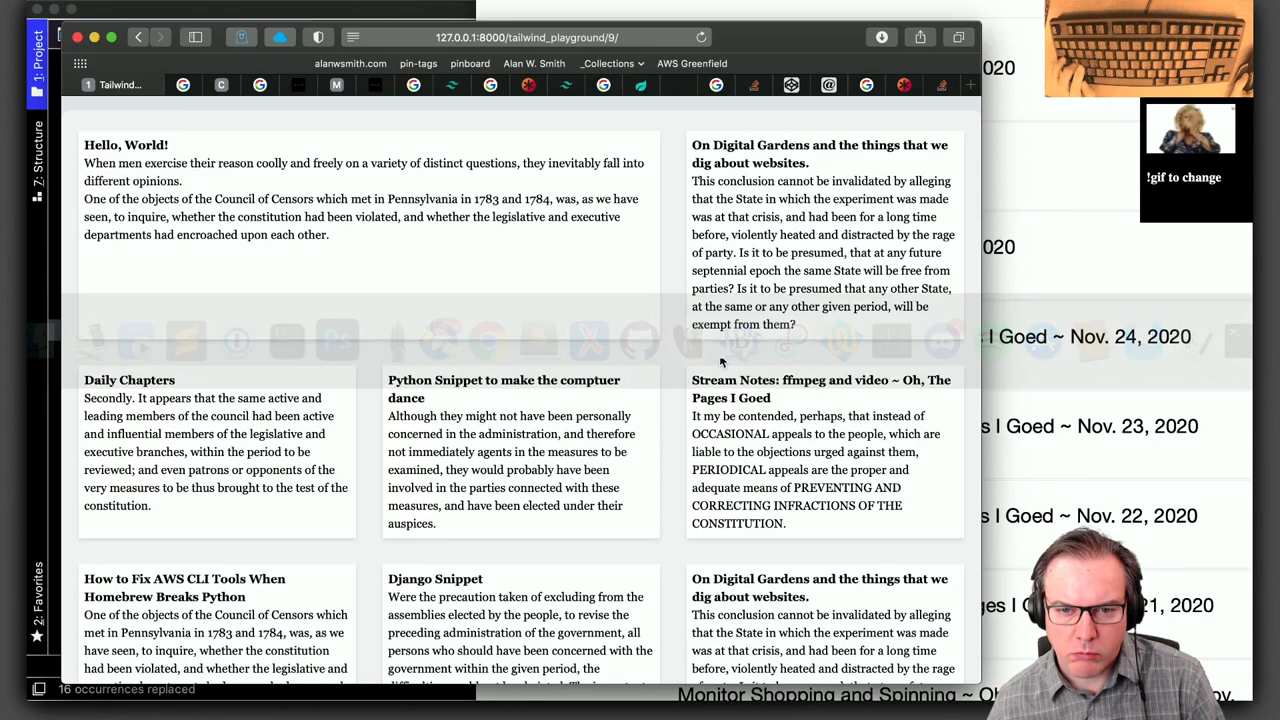 1: Project
7: Structure
2: Favorites
127.0.0.1:8000/tailwind_playground/9/
alanwsmith.com
pin-tags
pinboard
Alan W. Smith
_Collections
AWS Greenfield
1 Tailwind...
Hello, World!
When men exercise their reason coolly and freely on a variety of distinct questions, they inevitably fall into
different opinions.
One of the objects of the Council of Censors which met in Pennsylvania in 1783 and 1784, was, as we have
seen, to inquire, whether the constitution had been violated, and whether the legislative and executive
departments had encroached upon each other.
On Digital Gardens and the things that we
dig about websites.
This conclusion cannot be invalidated by alleging
that the State in which the experiment was made
was at that crisis, and had been for a long time
before, violently heated and distracted by the rage
of party. Is it to be presumed, that at any future
septennial epoch the same State will be free from
parties? Is it to be presumed that any other State,
at the same or any other given period, will be
exempt from them?
Daily Chapters
Secondly. It appears that the same active and
leading members of the council had been active
and influential members of the legislative and
executive branches, within the period to be
reviewed; and even patrons or opponents of the
very measures to be thus brought to the test of the
constitution.
Python Snippet to make the comptuer
dance
Although they might not have been personally
concerned in the administration, and therefore
not immediately agents in the measures to be
examined, they would probably have been
involved in the parties connected with these
measures, and have been elected under their
auspices.
Stream Notes: ffmpeg and video ~ Oh, The
Pages I Goed
It my be contended, perhaps, that instead of
OCCASIONAL appeals to the people, which are
liable to the objections urged against them,
PERIODICAL appeals are the proper and
adequate means of PREVENTING AND
CORRECTING INFRACTIONS OF THE
CONSTITUTION.
How to Fix AWS CLI Tools When
Homebrew Breaks Python
One of the objects of the Council of Censors which
met in Pennsylvania in 1783 and 1784, was, as we
have seen, to inquire, whether the constitution
had been violated, and whether the legislative and
Django Snippet
Were the precaution taken of excluding from the
assemblies elected by the people, to revise the
preceding administration of the government, all
persons who should have been concerned with the
government within the given period, the
On Digital Gardens and the things that we
dig about websites.
This conclusion cannot be invalidated by alleging
that the State in which the experiment was made
was at that crisis, and had been for a long time
before, violently heated and distracted by the rage
16 occurrences replaced
2020
!gif to change
2020
I Goed ~ Nov. 24, 2020
s I Goed ~ Nov. 23, 2020
s I Goed ~ Nov. 22, 2020
21, 2020
Monitor Shopping and Spinning ~